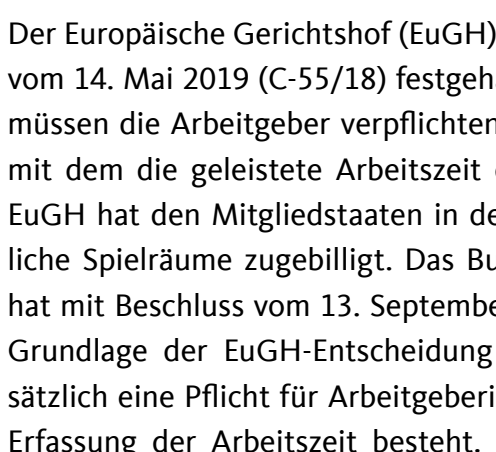 Der Europäische Gerichtshof (EuGH)
vom 14. Mai 2019 (C-55/18) festgeh
müssen die Arbeitgeber verpflichten
mit dem die geleistete Arbeitszeit
EuGH hat den Mitgliedstaaten in de
liche Spielräume zugebilligt. Das Bu
hat mit Beschluss vom 13. Septembe
Grundlage der EuGH-Entscheidung
sätzlich eine Pflicht für Arbeitgeberi
Erfassung der Arbeitszeit besteht.